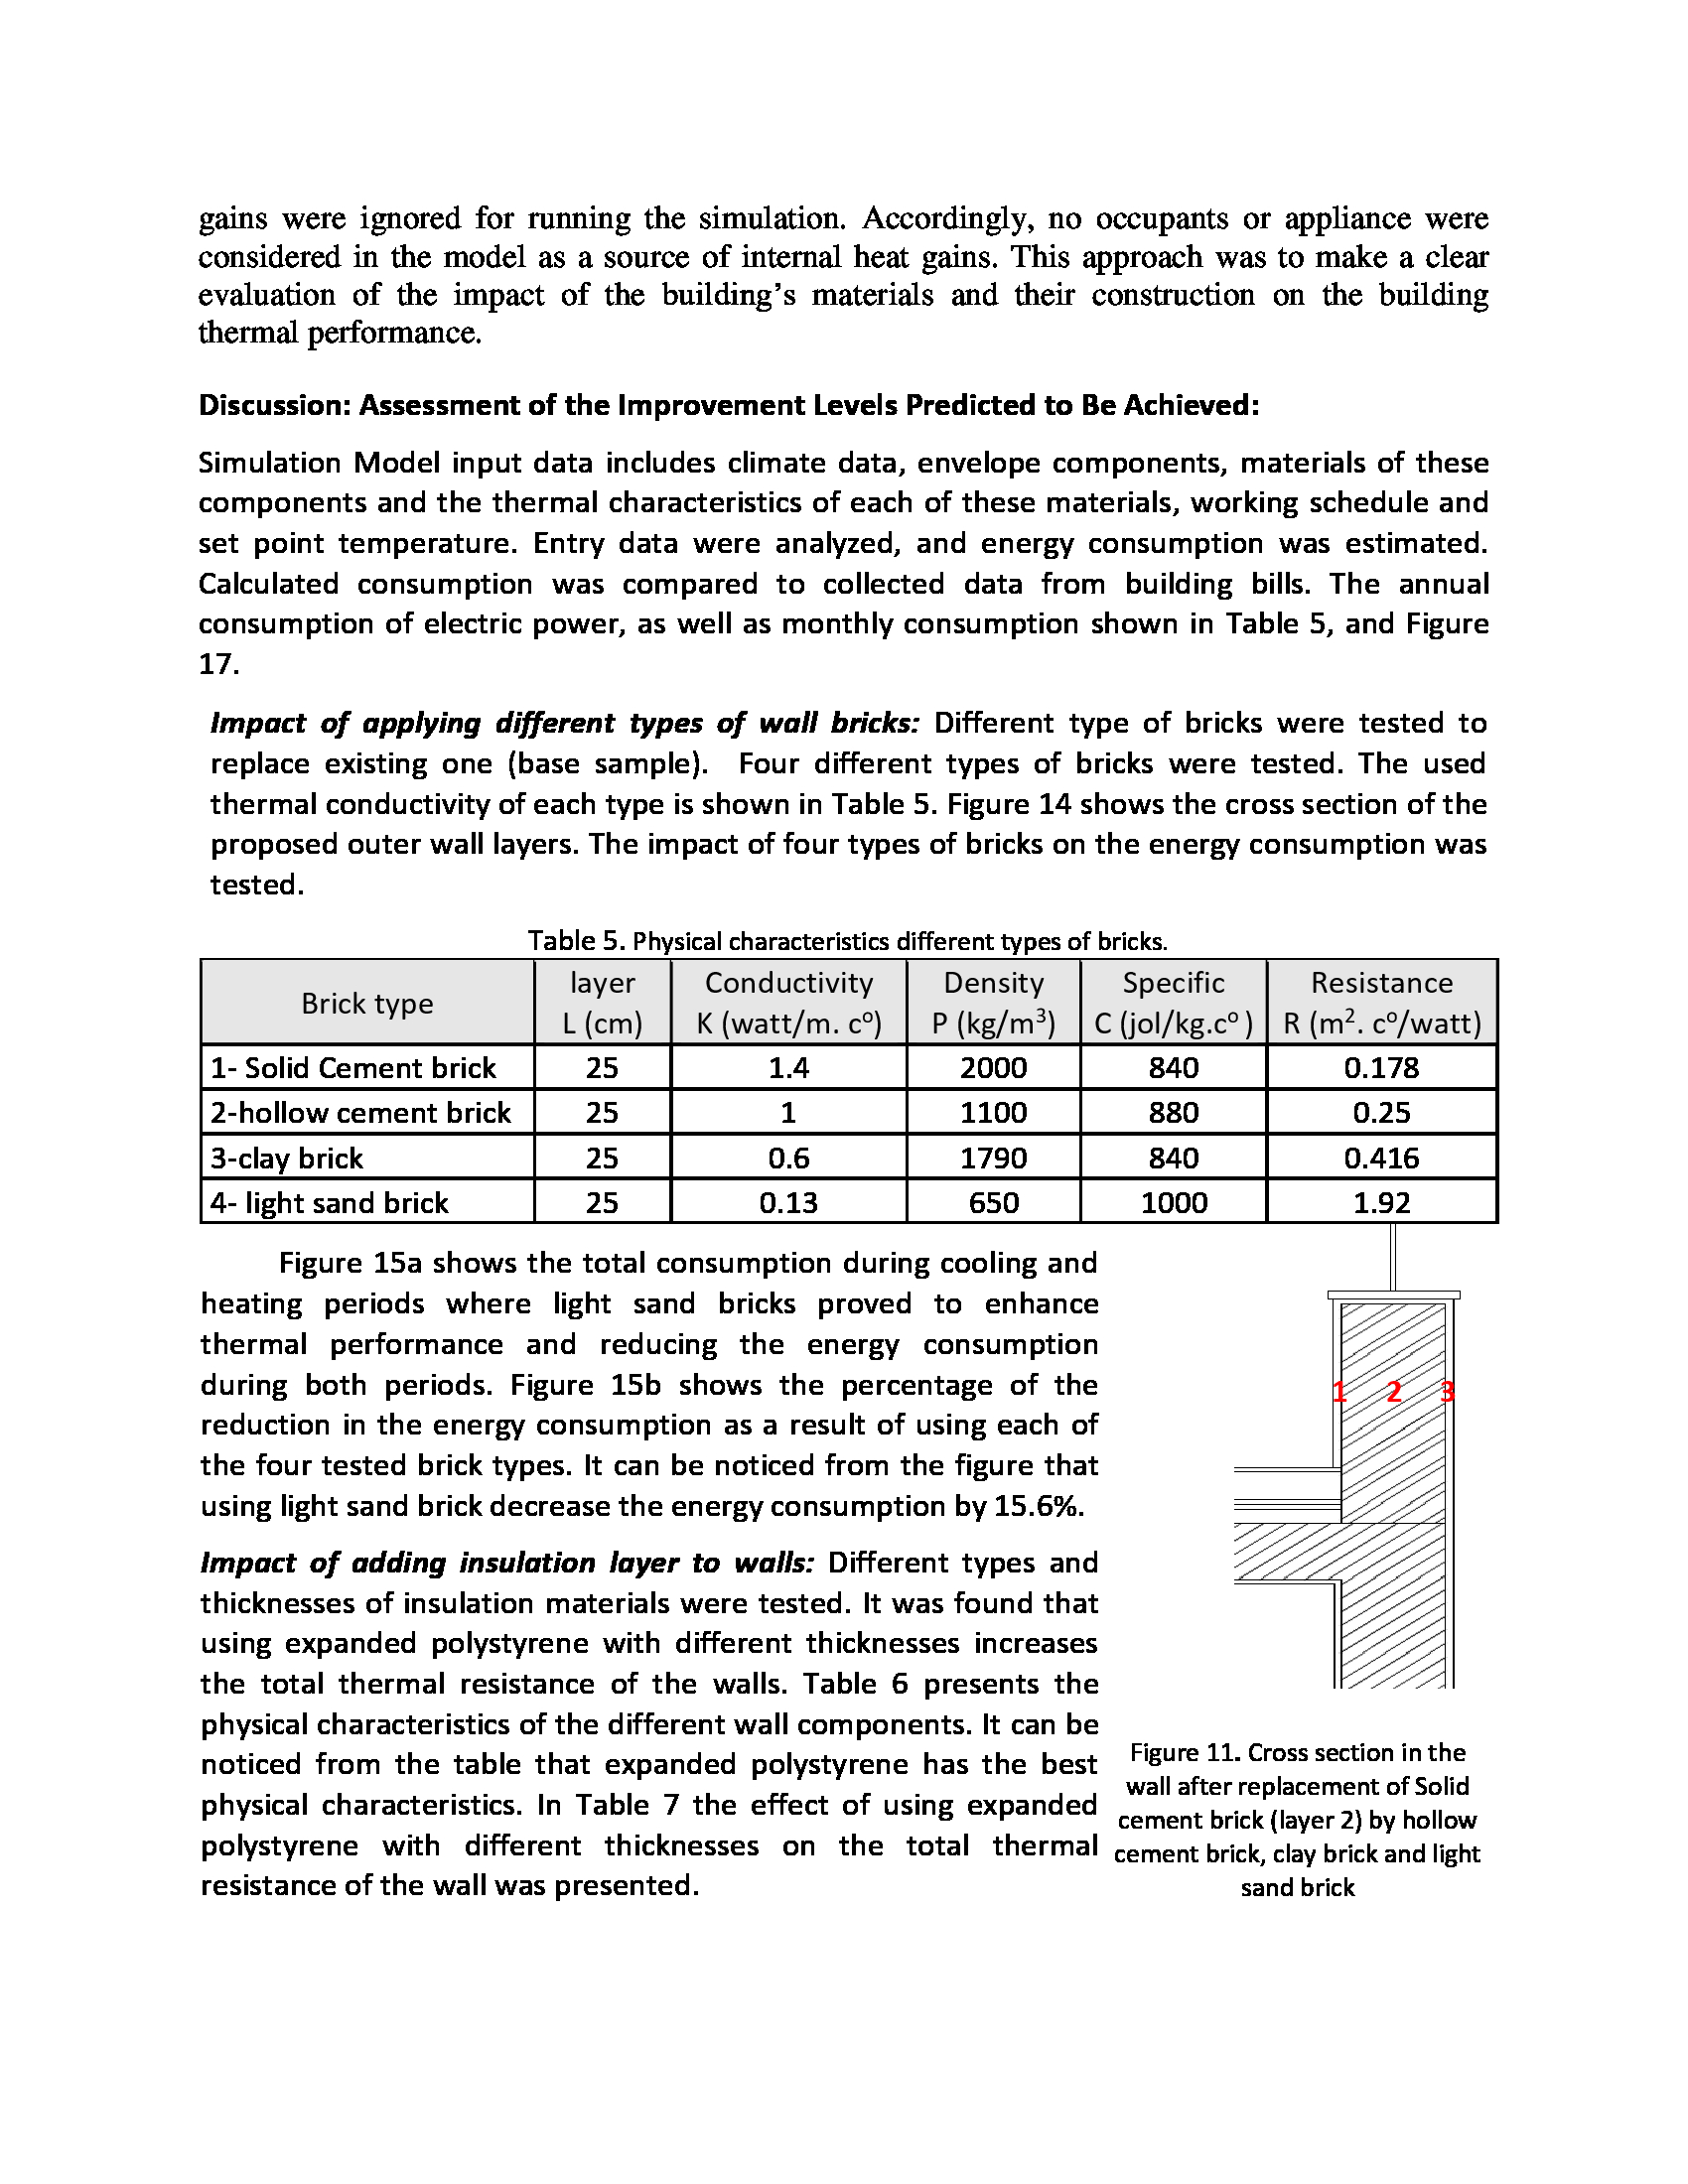 gains were ignored for running the simulation. Accordingly, no occupants or appliance were
considered in the model as a source of internal heat gains. This approach was to make a clear
evaluation of the impact of the building’s materials and their construction on the building
thermal performance.
Discussion: Assessment of the Improvement Levels Predicted to Be Achieved:
Simulation Model input data includes climate data, envelope components, materials of these
components and the thermal characteristics of each of these materials, working schedule and
set point temperature. Entry data were analyzed, and energy consumption was estimated.
Calculated consumption was compared to collected data from building bills. The annual
consumption of electric power, as well as monthly consumption shown in Table 5, and Figure
17.
Impact of applying different types of wall bricks: Different type of bricks were tested to
replace existing one (base sample). Four different types of bricks were tested. The used
thermal conductivity of each type is shown in Table 5. Figure 14 shows the cross section of the
proposed outer wall layers. The impact of four types of bricks on the energy consumption was
tested.
Table 5. Physical characteristics different types of bricks.
Brick type | layer L (cm) | Conductivity K (watt/m. cº) | Density P (kg/m³) | Specific C (jol/kg.cº ) | Resistance R (m². cº/watt)
1- Solid Cement brick | 25 | 1.4 | 2000 | 840 | 0.178
2-hollow cement brick | 25 | 1 | 1100 | 880 | 0.25
3-clay brick | 25 | 0.6 | 1790 | 840 | 0.416
4- light sand brick | 25 | 0.13 | 650 | 1000 | 1.92
Figure 15a shows the total consumption during cooling and
heating periods where light sand bricks proved to enhance
thermal performance and reducing the energy consumption
during both periods. Figure 15b shows the percentage of the
reduction in the energy consumption as a result of using each of
the four tested brick types. It can be noticed from the figure that
using light sand brick decrease the energy consumption by 15.6%.
Impact of adding insulation layer to walls: Different types and
thicknesses of insulation materials were tested. It was found that
using expanded polystyrene with different thicknesses increases
the total thermal resistance of the walls. Table 6 presents the
physical characteristics of the different wall components. It can be
noticed from the table that expanded polystyrene has the best
physical characteristics. In Table 7 the effect of using expanded
polystyrene with different thicknesses on the total thermal
resistance of the wall was presented.
1 2 3
Figure 11. Cross section in the
wall after replacement of Solid
cement brick (layer 2) by hollow
cement brick, clay brick and light
sand brick